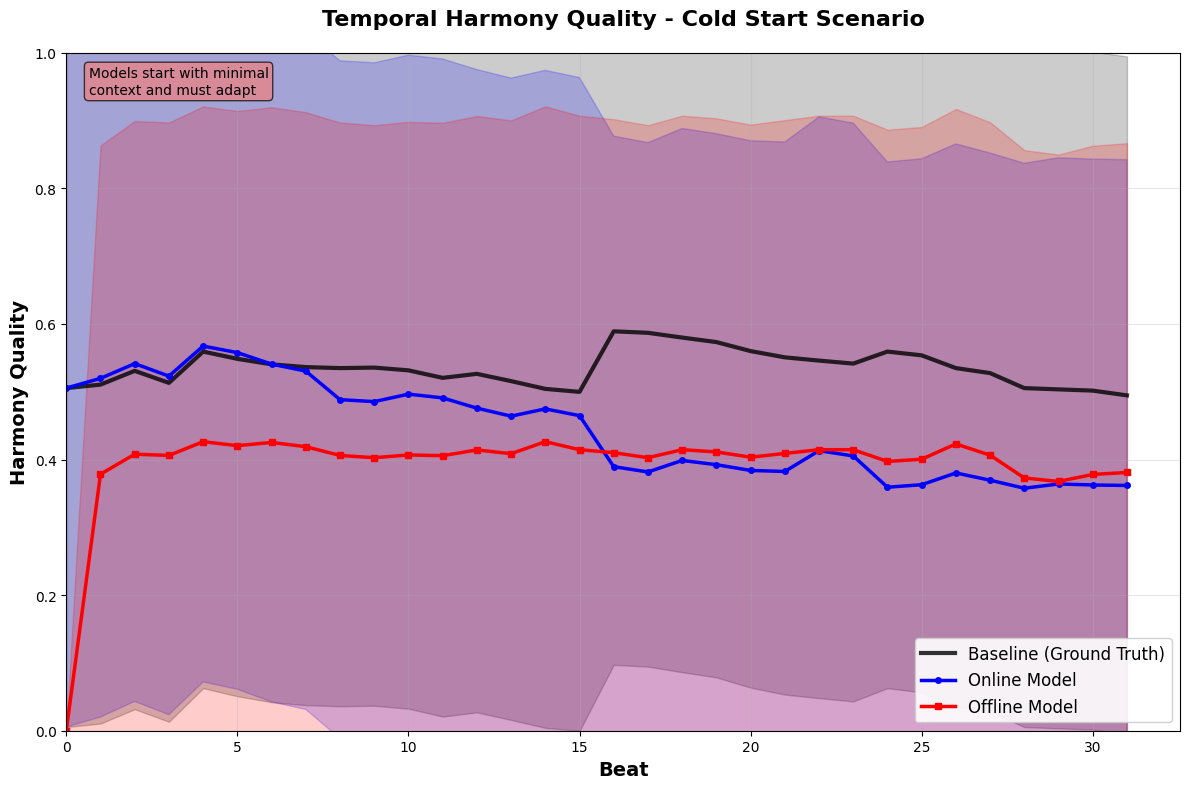 Temporal Harmony Quality - Cold Start Scenario
1.0
Models start with minimal
context and must adapt
0.8
0.6
0.4
0.2
0.0
Harmony Quality
Baseline (Ground Truth)
Online Model
Offline Model
0 5 10 15 20 25 30
Beat